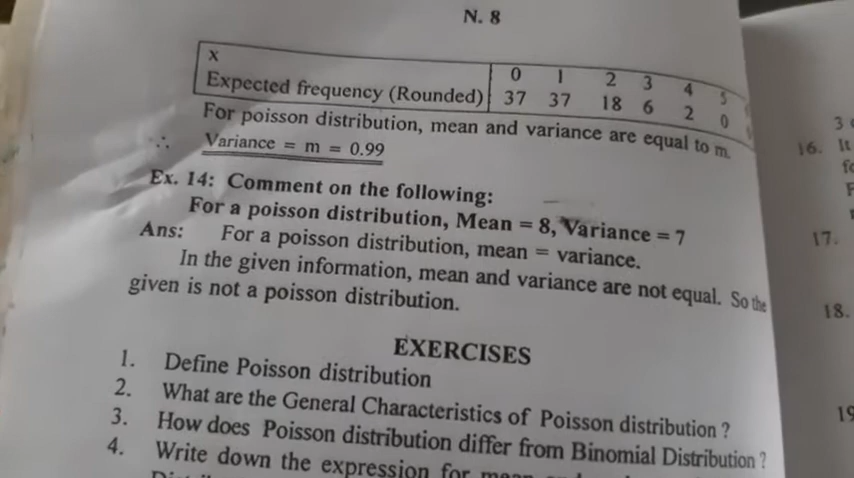 N. 8
x 0 1 2 3 4 5
Expected frequency (Rounded) 37 37 18 6 2 0
For poisson distribution, mean and variance are equal to m.
∴ Variance = m = 0.99
Ex. 14: Comment on the following:
For a poisson distribution, Mean = 8, Variance = 7
Ans: For a poisson distribution, mean = variance.
In the given information, mean and variance are not equal. So the
given is not a poisson distribution.
EXERCISES
1. Define Poisson distribution
2. What are the General Characteristics of Poisson distribution ?
3. How does Poisson distribution differ from Binomial Distribution ?
4. Write down the expression for mean
3
16. It
17.
18.